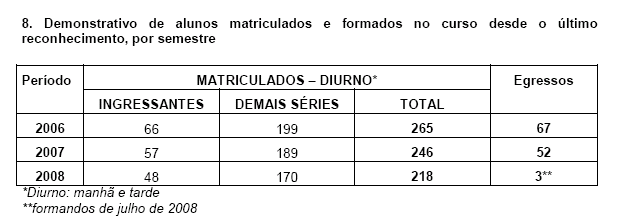 8. Demonstrativo de alunos matriculados e formados no curso desde o último
reconhecimento, por semestre
Período MATRICULADOS – DIURNO* Egressos
INGRESSANTES DEMAIS SÉRIES TOTAL
2006 66 199 265 67
2007 57 189 246 52
2008 48 170 218 3**
*Diurno: manhã e tarde
**formandos de julho de 2008